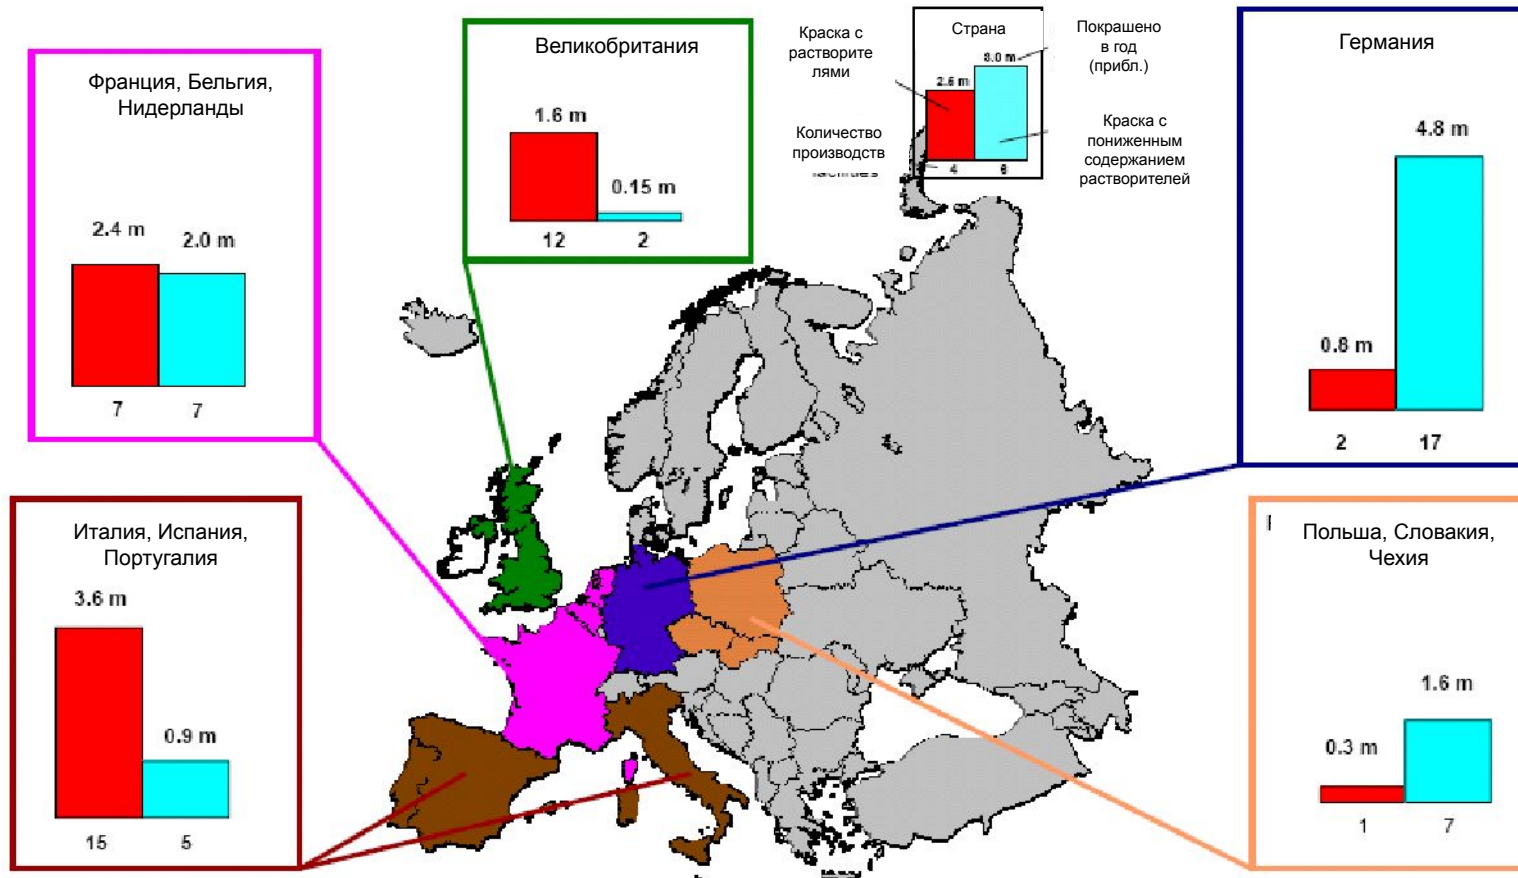 Великобритания
1.6 m
0.15 m
12 2
Краска с
растворите
лями
Количество
производств
facilities
Страна
3.0 m
2.5 m
4 6
Покрашено
в год
(прибл.)
Краска с
пониженным
содержанием
растворителей
Германия
4.8 m
0.8 m
2 17
Франция, Бельгия,
Нидерланды
2.4 m 2.0 m
7 7
Италия, Испания,
Португалия
3.6 m
0.9 m
15 5
Польша, Словакия,
Чехия
1.6 m
0.3 m
1 7